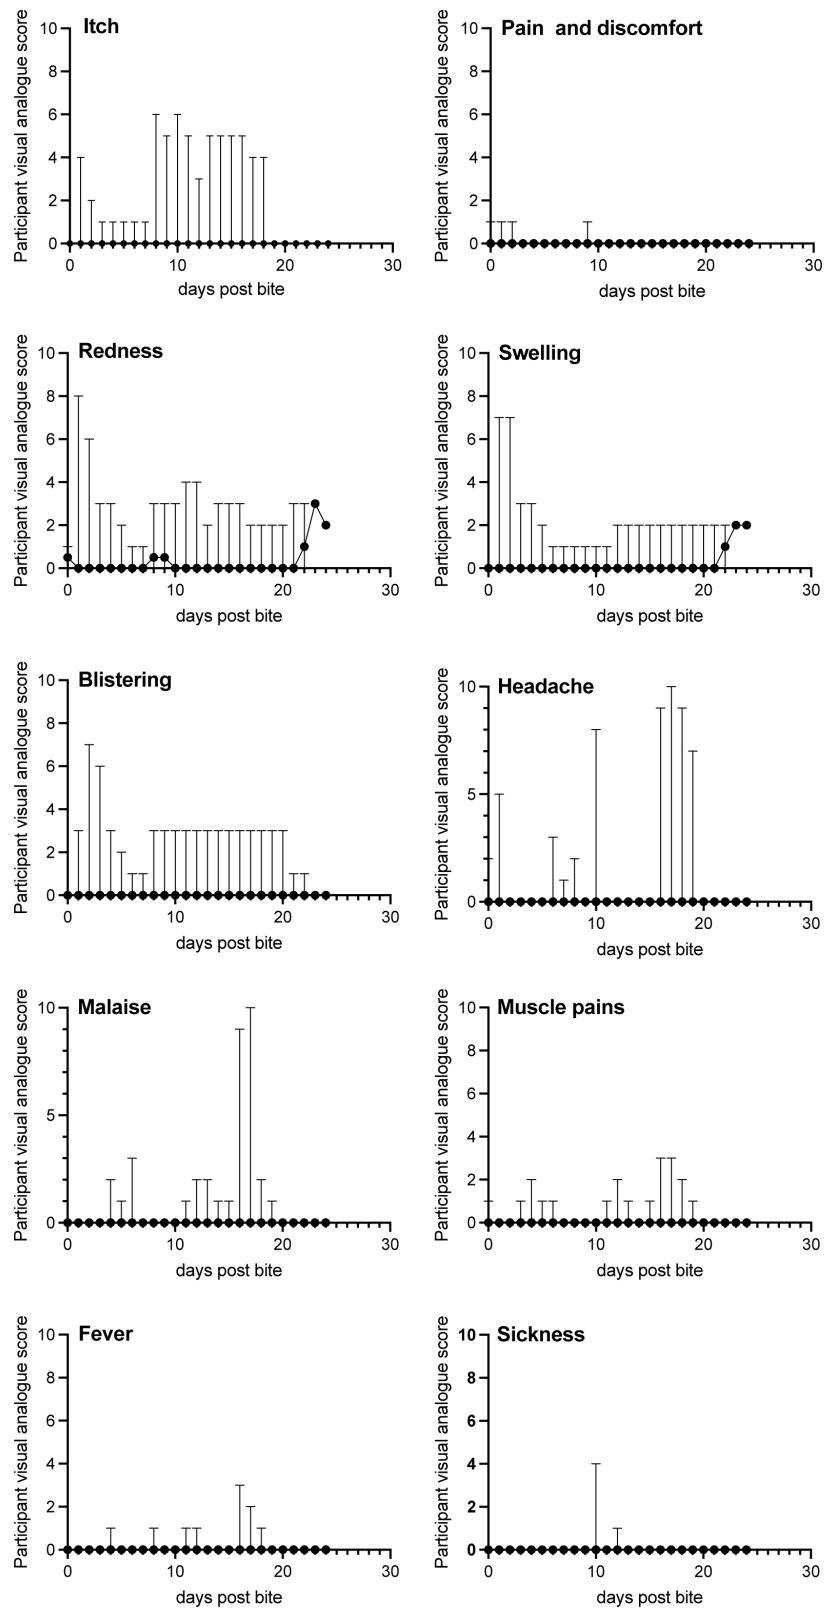 Itch
Participant visual analogue score
10
8
6
4
2
0
0 10 20 30
days post bite
Pain and discomfort
Participant visual analogue score
10
8
6
4
2
0
0 10 20 30
days post bite
Redness
Participant visual analogue score
10
8
6
4
2
0
0 10 20 30
days post bite
Swelling
Participant visual analogue score
10
8
6
4
2
0
0 10 20 30
days post bite
Blistering
Participant visual analogue score
10
8
6
4
2
0
0 10 20 30
days post bite
Headache
Participant visual analogue score
10
5
0
0 10 20 30
days post bite
Malaise
Participant visual analogue score
10
5
0
0 10 20 30
days post bite
Muscle pains
Participant visual analogue score
10
8
6
4
2
0
0 10 20 30
days post bite
Fever
Participant visual analogue score
10
8
6
4
2
0
0 10 20 30
days post bite
Sickness
Participant visual analogue score
10
8
6
4
2
0
0 10 20 30
days post bite